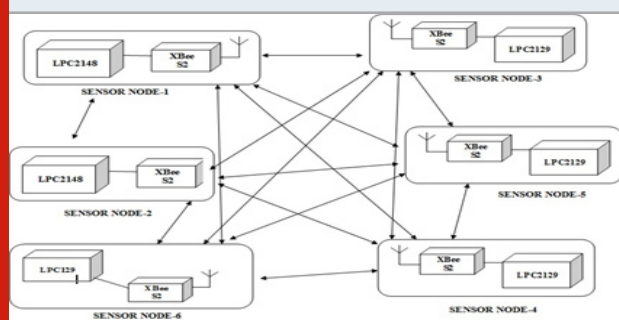 LPC2148
XBee
S2
SENSOR NODE-1
XBee
S2
LPC2129
SENSOR NODE-3
LPC2148
XBee
S2
SENSOR NODE-2
XBee
S2
LPC2129
SENSOR NODE-5
LPC129
XBee
S2
SENSOR NODE-6
XBee
S2
LPC2129
SENSOR NODE-4